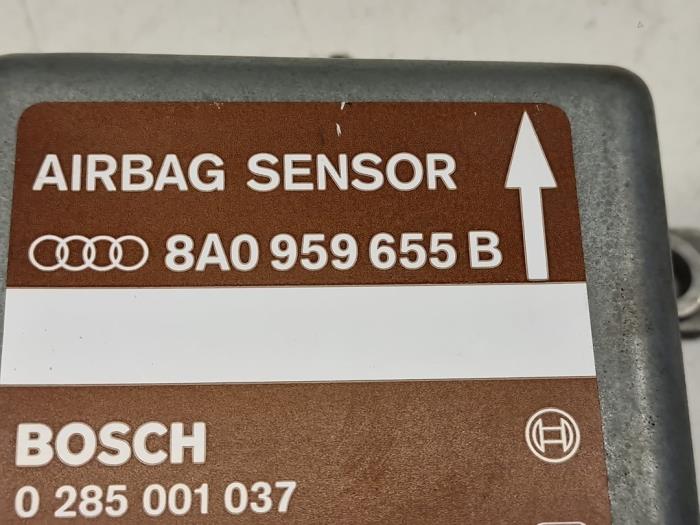 AIRBAG SENSOR
8A0 959 655 B
BOSCH
0 285 001 037